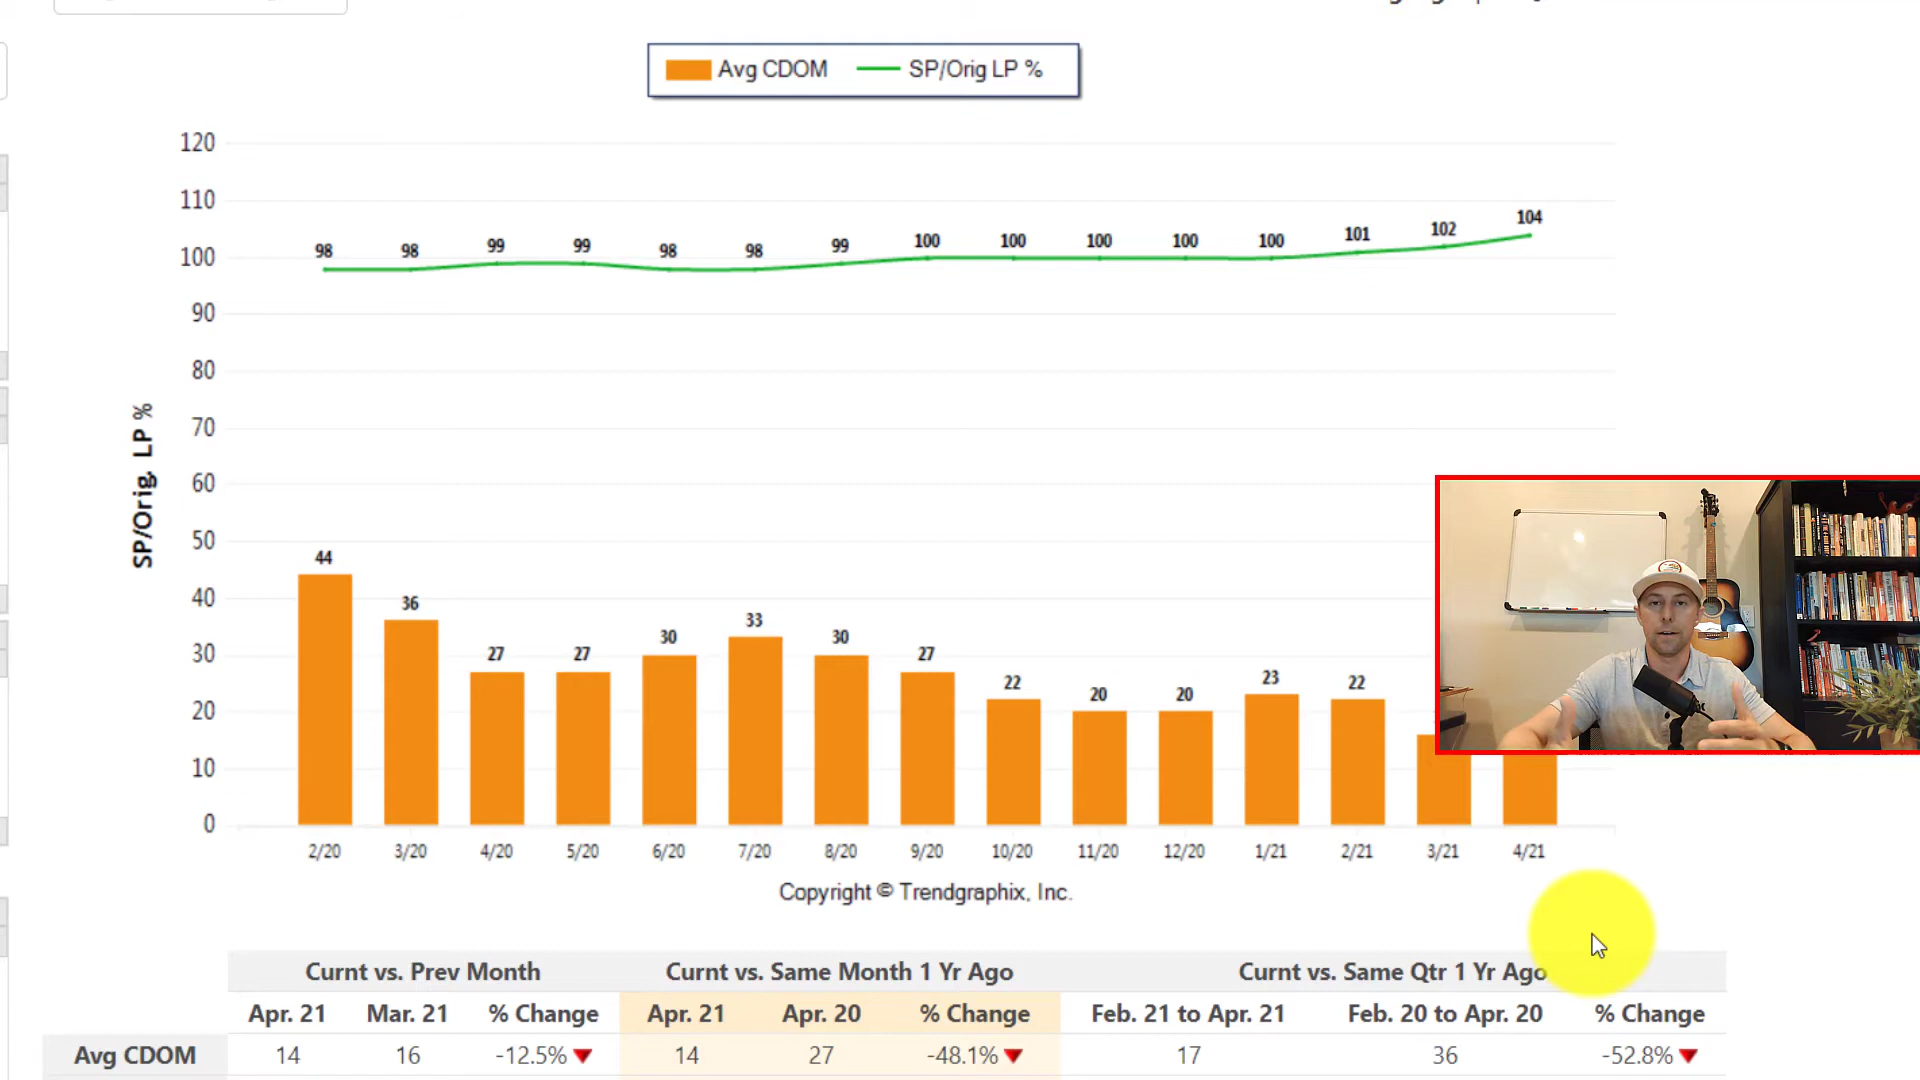 Avg CDOM SP/Orig LP %
120
110
100
90
80
70
60
50
40
30
20
10
0
SP/Orig. LP %
98 98 99 99 98 98 99 100 100 100 100 100 101 102 104
44 36 27 27 30 33 30 27 22 20 20 23 22
2/20 3/20 4/20 5/20 6/20 7/20 8/20 9/20 10/20 11/20 12/20 1/21 2/21 3/21 4/21
Copyright © Trendgraphix, Inc.
Curnt vs. Prev Month Curnt vs. Same Month 1 Yr Ago Curnt vs. Same Qtr 1 Yr Ago
Apr. 21 Mar. 21 % Change Apr. 21 Apr. 20 % Change Feb. 21 to Apr. 21 Feb. 20 to Apr. 20 % Change
Avg CDOM 14 16 -12.5% 14 27 -48.1% 17 36 -52.8%